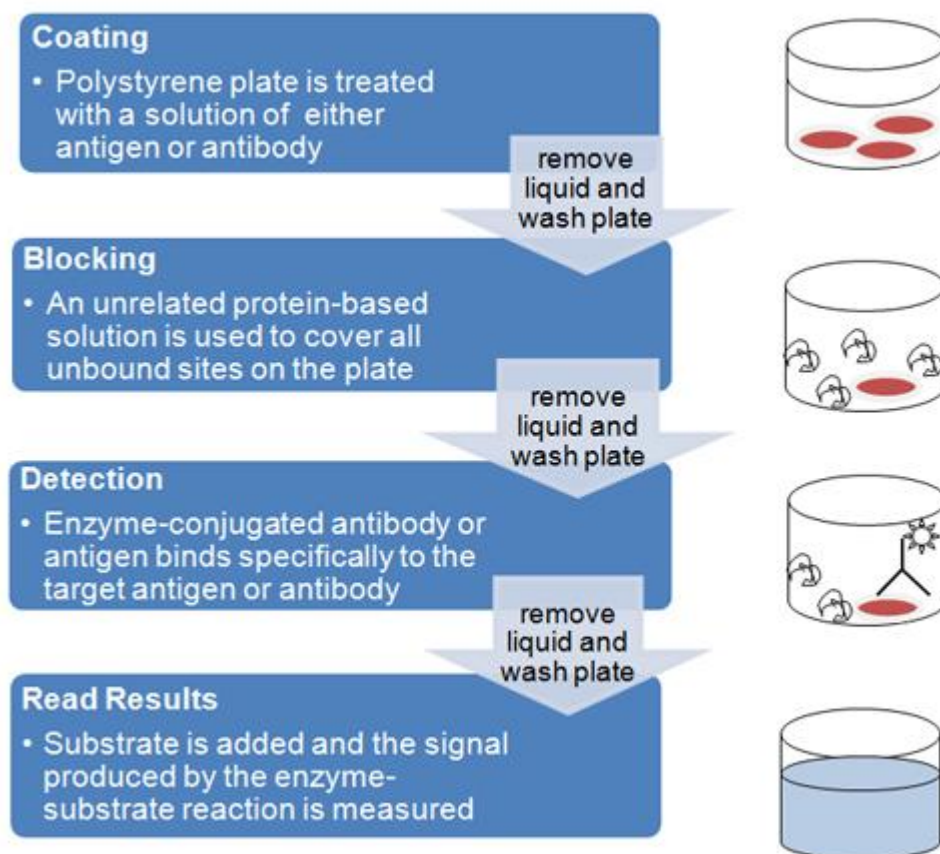 Coating
• Polystyrene plate is treated
with a solution of either
antigen or antibody
remove
liquid and
wash plate
Blocking
• An unrelated protein-based
solution is used to cover all
unbound sites on the plate
remove
liquid and
wash plate
Detection
• Enzyme-conjugated antibody or
antigen binds specifically to the
target antigen or antibody
remove
liquid and
wash plate
Read Results
• Substrate is added and the signal
produced by the enzyme-
substrate reaction is measured